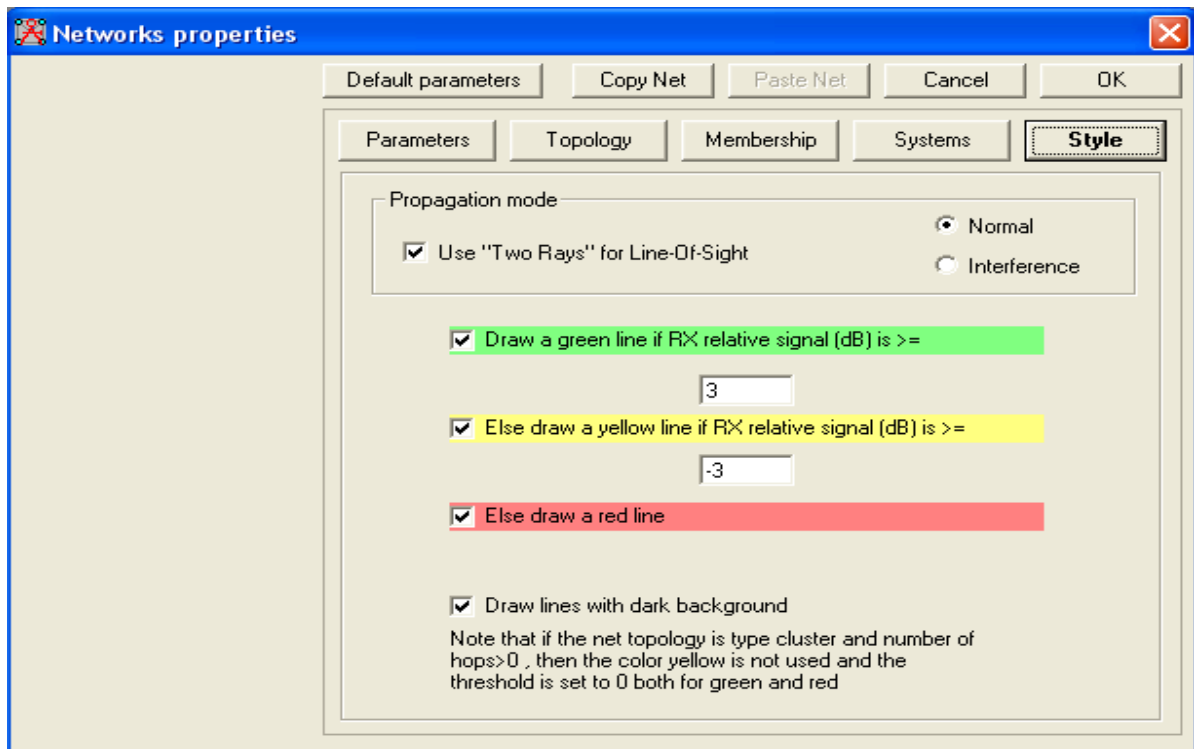 Networks properties
Default parameters
Copy Net
Paste Net
Cancel
OK
Parameters
Topology
Membership
Systems
Style
Propagation mode
Use "Two Rays" for Line-Of-Sight
Normal
Interference
Draw a green line if RX relative signal (dB) is >=
3
Else draw a yellow line if RX relative signal (dB) is >=
-3
Else draw a red line
Draw lines with dark background
Note that if the net topology is type cluster and number of
hops>0 , then the color yellow is not used and the
threshold is set to 0 both for green and red